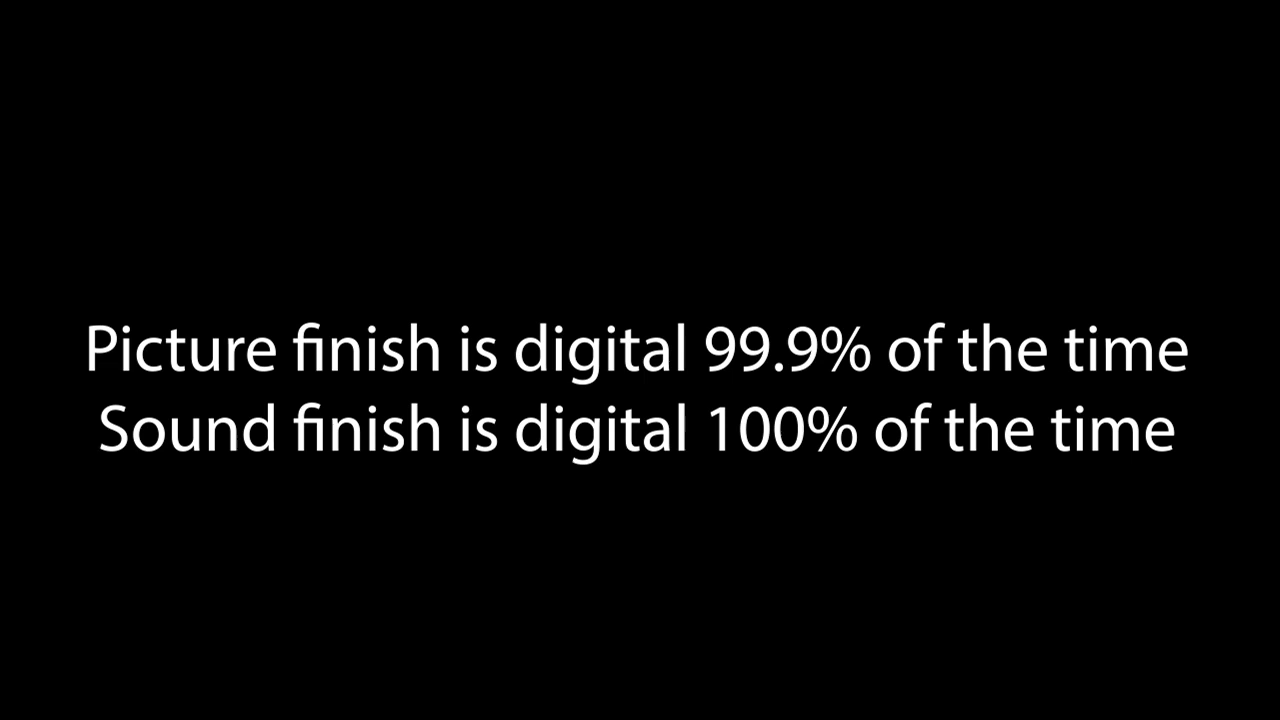 Picture finish is digital 99.9% of the time
Sound finish is digital 100% of the time